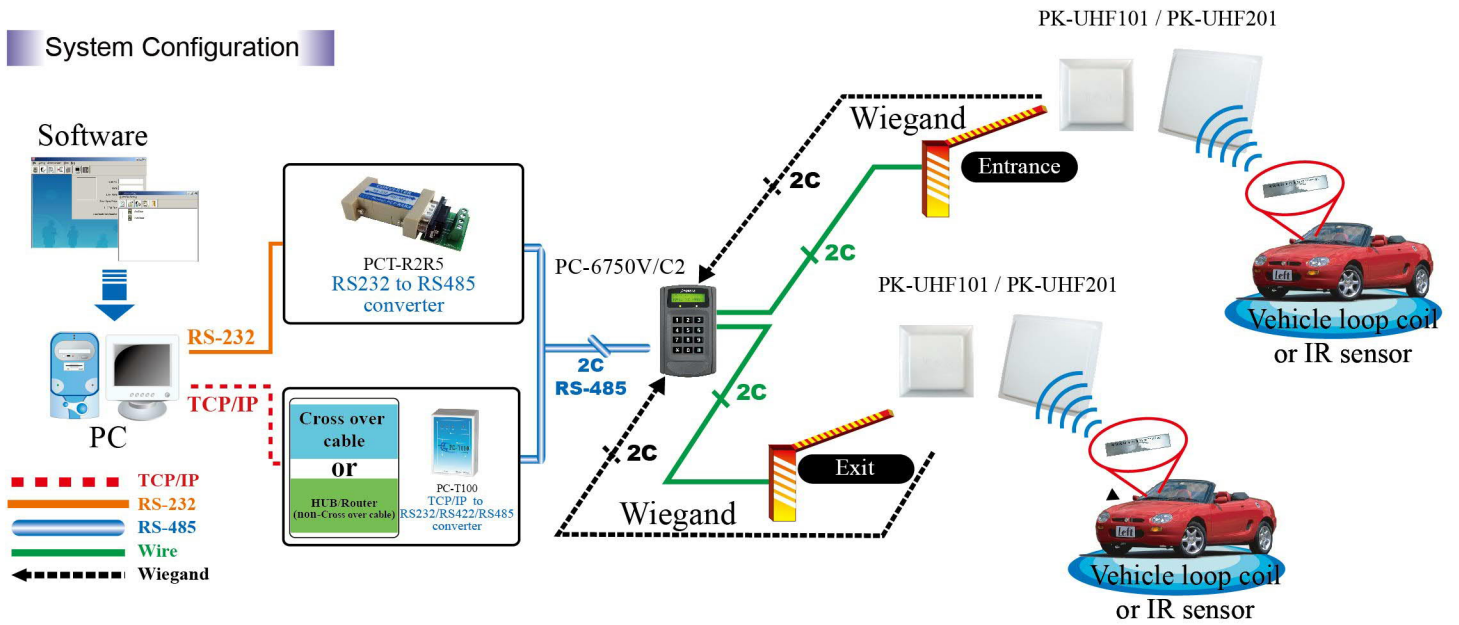 System Configuration
PK-UHF101 / PK-UHF201
Software
Wiegand
Entrance
2C
PCT-R2R5
RS232 to RS485
converter
PC-6750V/C2
2C
PK-UHF101 / PK-UHF201
left
Vehicle loop coil
or IR sensor
RS-232
2C
RS-485
TCP/IP
2C
PC
Cross over
cable
or
HUB/Router
(non-Cross over cable)
PC-T100
TCP/IP to
RS232/RS422/RS485
converter
2C
Exit
Wiegand
left
Vehicle loop coil
or IR sensor
TCP/IP
RS-232
RS-485
Wire
Wiegand